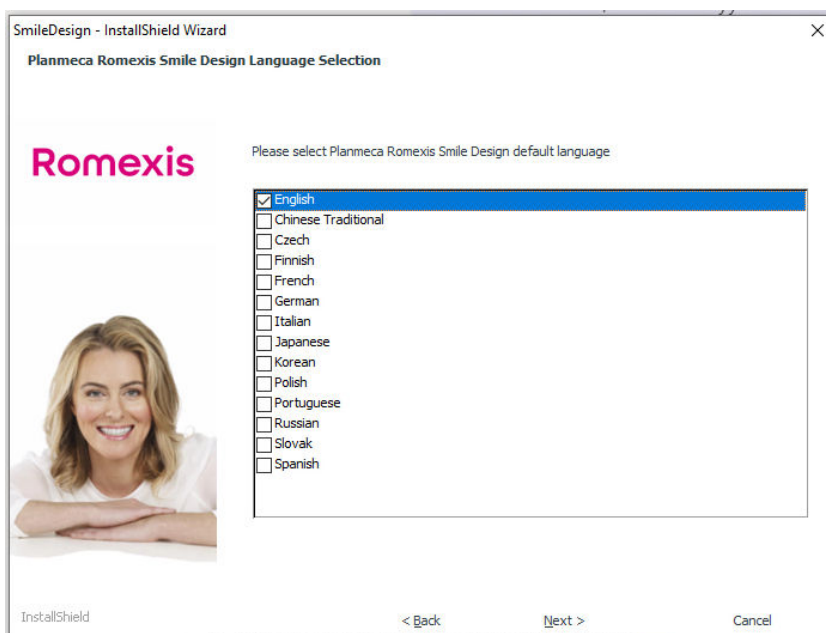 SmileDesign - InstallShield Wizard
Planmeca Romexis Smile Design Language Selection
Romexis
Please select Planmeca Romexis Smile Design default language
English
Chinese Traditional
Czech
Finnish
French
German
Italian
Japanese
Korean
Polish
Portuguese
Russian
Slovak
Spanish
InstallShield
< Back Next > Cancel